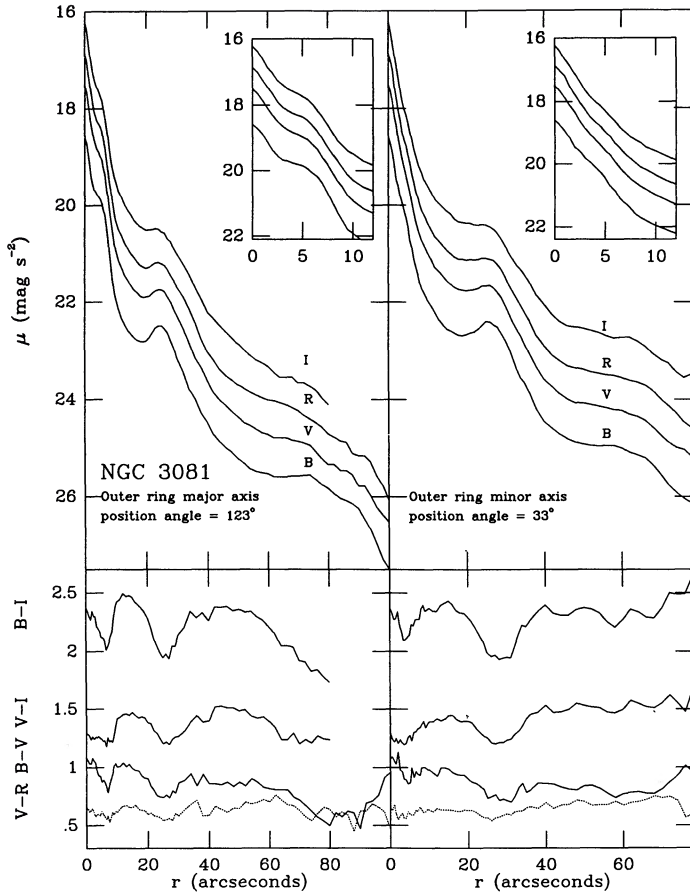 16
18
20
22
24
26
μ (mag s⁻²)
16
18
20
22
0 5 10
I
R
V
B
NGC 3081
Outer ring major axis
position angle = 123°
16
18
20
22
0 5 10
I
R
V
B
Outer ring minor axis
position angle = 33°
2.5
2
1.5
1
.5
V-R B-V V-I B-I
0 20 40 60 80 100
r (arcseconds)
0 20 40 60
r (arcseconds)